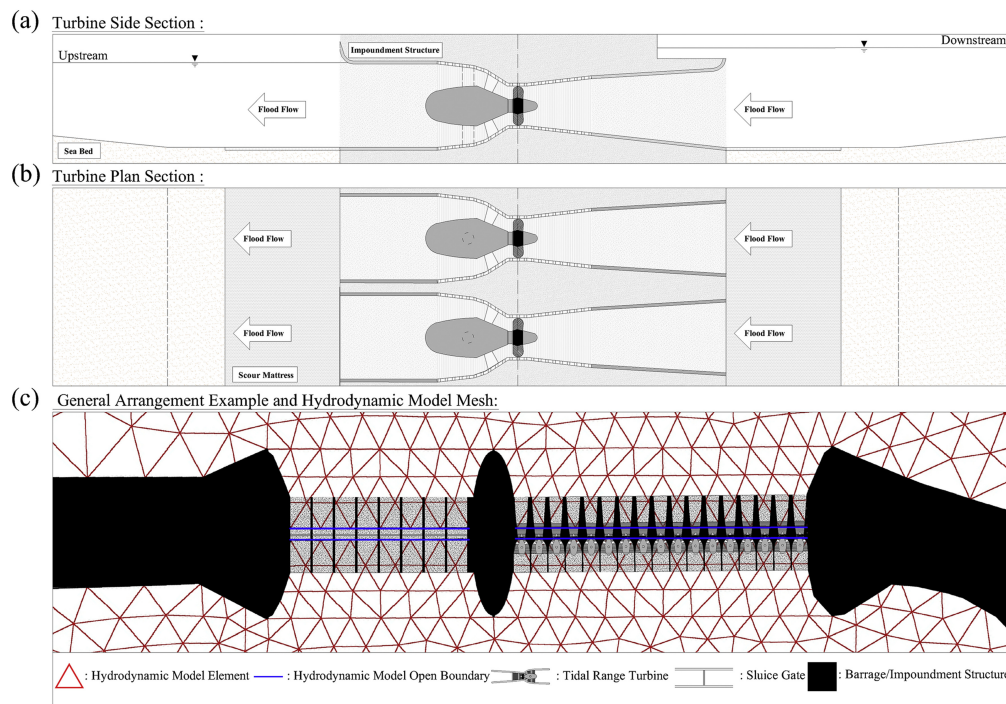 (a) Turbine Side Section :
Upstream
Impoundment Structure
Downstream
Flood Flow
Flood Flow
Sea Bed
(b) Turbine Plan Section :
Flood Flow
Flood Flow
Flood Flow
Flood Flow
Scour Mattress
(c) General Arrangement Example and Hydrodynamic Model Mesh:
: Hydrodynamic Model Element : Hydrodynamic Model Open Boundary : Tidal Range Turbine : Sluice Gate : Barrage/Impoundment Structure